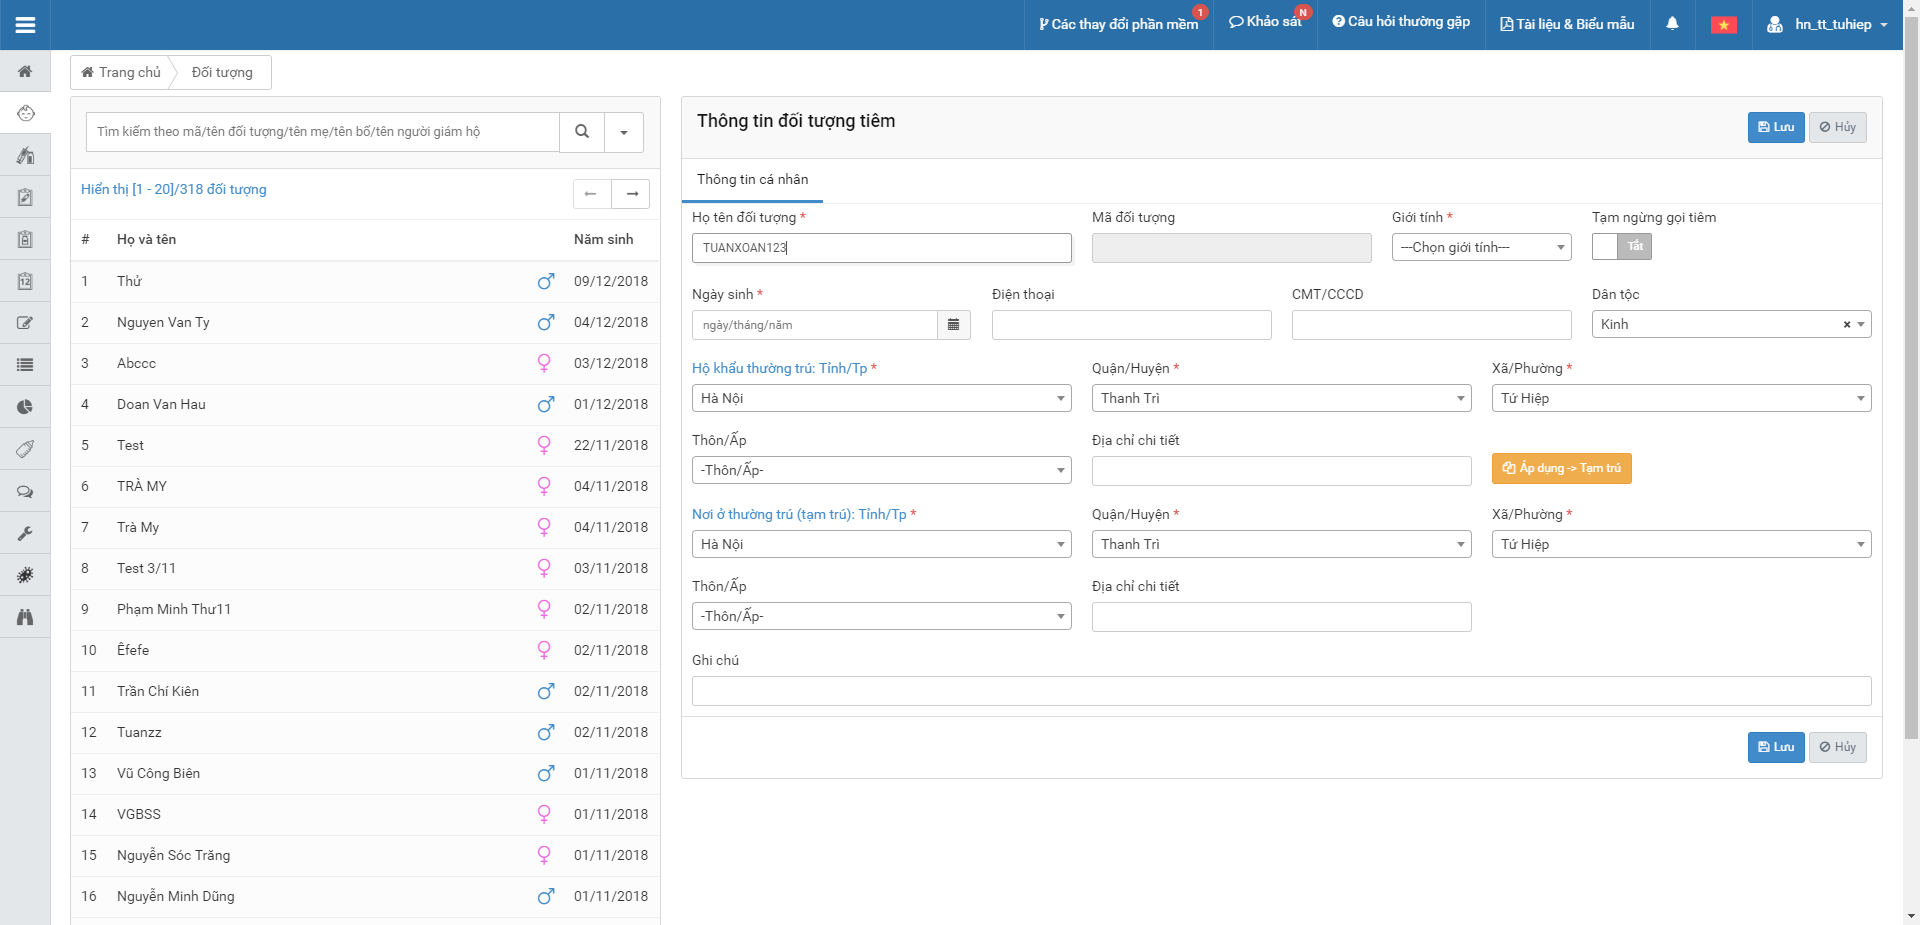 Các thay đổi phần mềm 1
Khảo sát N
Câu hỏi thường gặp
Tài liệu & Biểu mẫu
hn_tt_tuhiep
Trang chủ
Đối tượng
Tìm kiếm theo mã/tên đối tượng/tên mẹ/tên bố/tên người giám hộ
Hiển thị [1 - 20]/318 đối tượng
# Họ và tên Năm sinh
1 Thử 09/12/2018
2 Nguyen Van Ty 04/12/2018
3 Abccc 03/12/2018
4 Doan Van Hau 01/12/2018
5 Test 22/11/2018
6 TRÀ MY 04/11/2018
7 Trà My 04/11/2018
8 Test 3/11 03/11/2018
9 Phạm Minh Thư11 02/11/2018
10 Êfefe 02/11/2018
11 Trần Chí Kiên 02/11/2018
12 Tuanzz 02/11/2018
13 Vũ Công Biên 01/11/2018
14 VGBSS 01/11/2018
15 Nguyễn Sóc Trăng 01/11/2018
16 Nguyễn Minh Dũng 01/11/2018
Thông tin đối tượng tiêm
Lưu Hủy
Thông tin cá nhân
Họ tên đối tượng * Mã đối tượng Giới tính * Tạm ngừng gọi tiêm
TUANXOAN123 ---Chọn giới tính--- Tắt
Ngày sinh * Điện thoại CMT/CCCD Dân tộc
ngày/tháng/năm Kinh ×
Hộ khẩu thường trú: Tỉnh/Tp * Quận/Huyện * Xã/Phường *
Hà Nội Thanh Trì Tứ Hiệp
Thôn/Ấp Địa chỉ chi tiết
-Thôn/Ấp- Áp dụng -> Tạm trú
Nơi ở thường trú (tạm trú): Tỉnh/Tp * Quận/Huyện * Xã/Phường *
Hà Nội Thanh Trì Tứ Hiệp
Thôn/Ấp Địa chỉ chi tiết
-Thôn/Ấp-
Ghi chú
Lưu Hủy